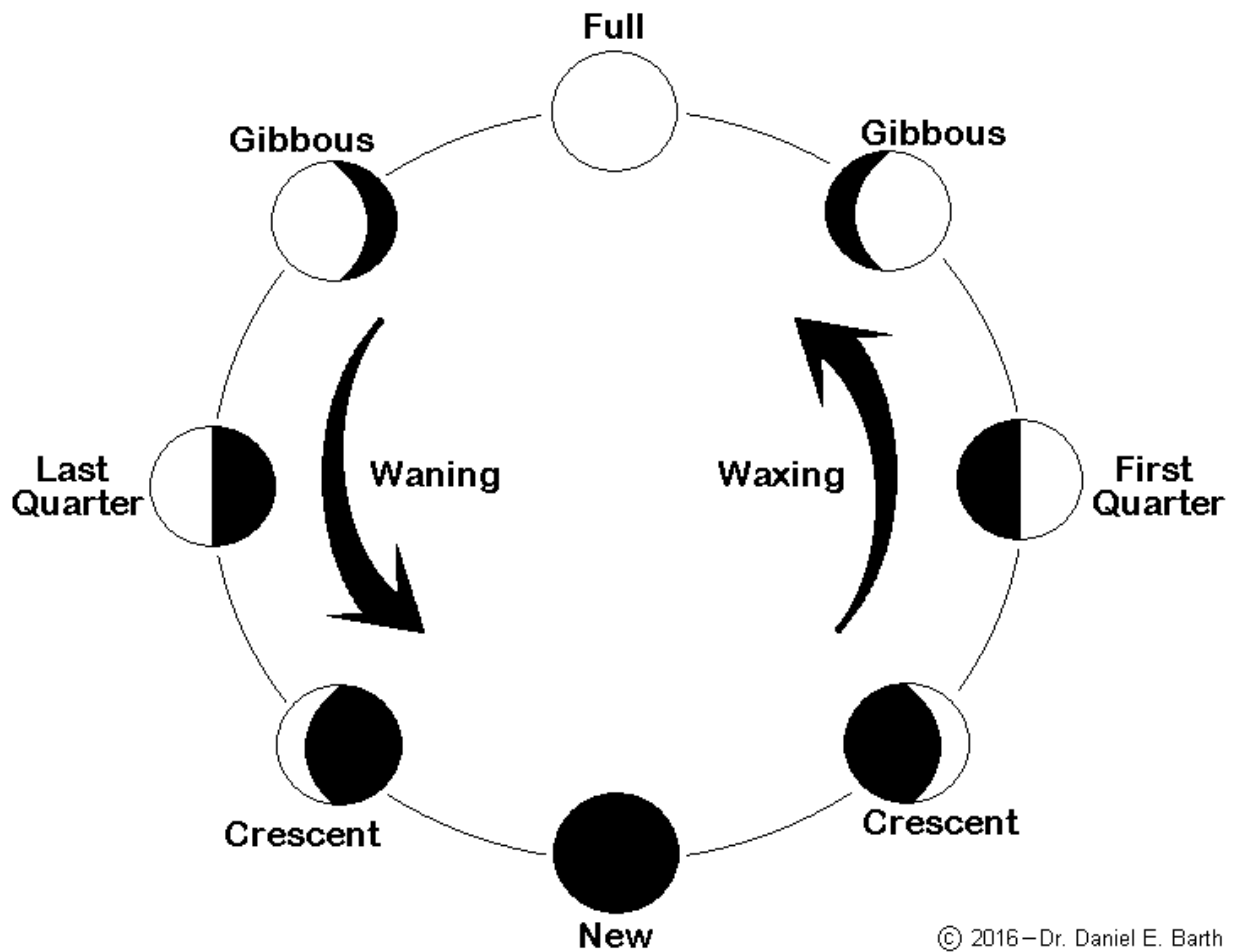 Full
Gibbous
Gibbous
Last
Quarter
Waning
Waxing
First
Quarter
Crescent
Crescent
New
© 2016–Dr. Daniel E. Barth